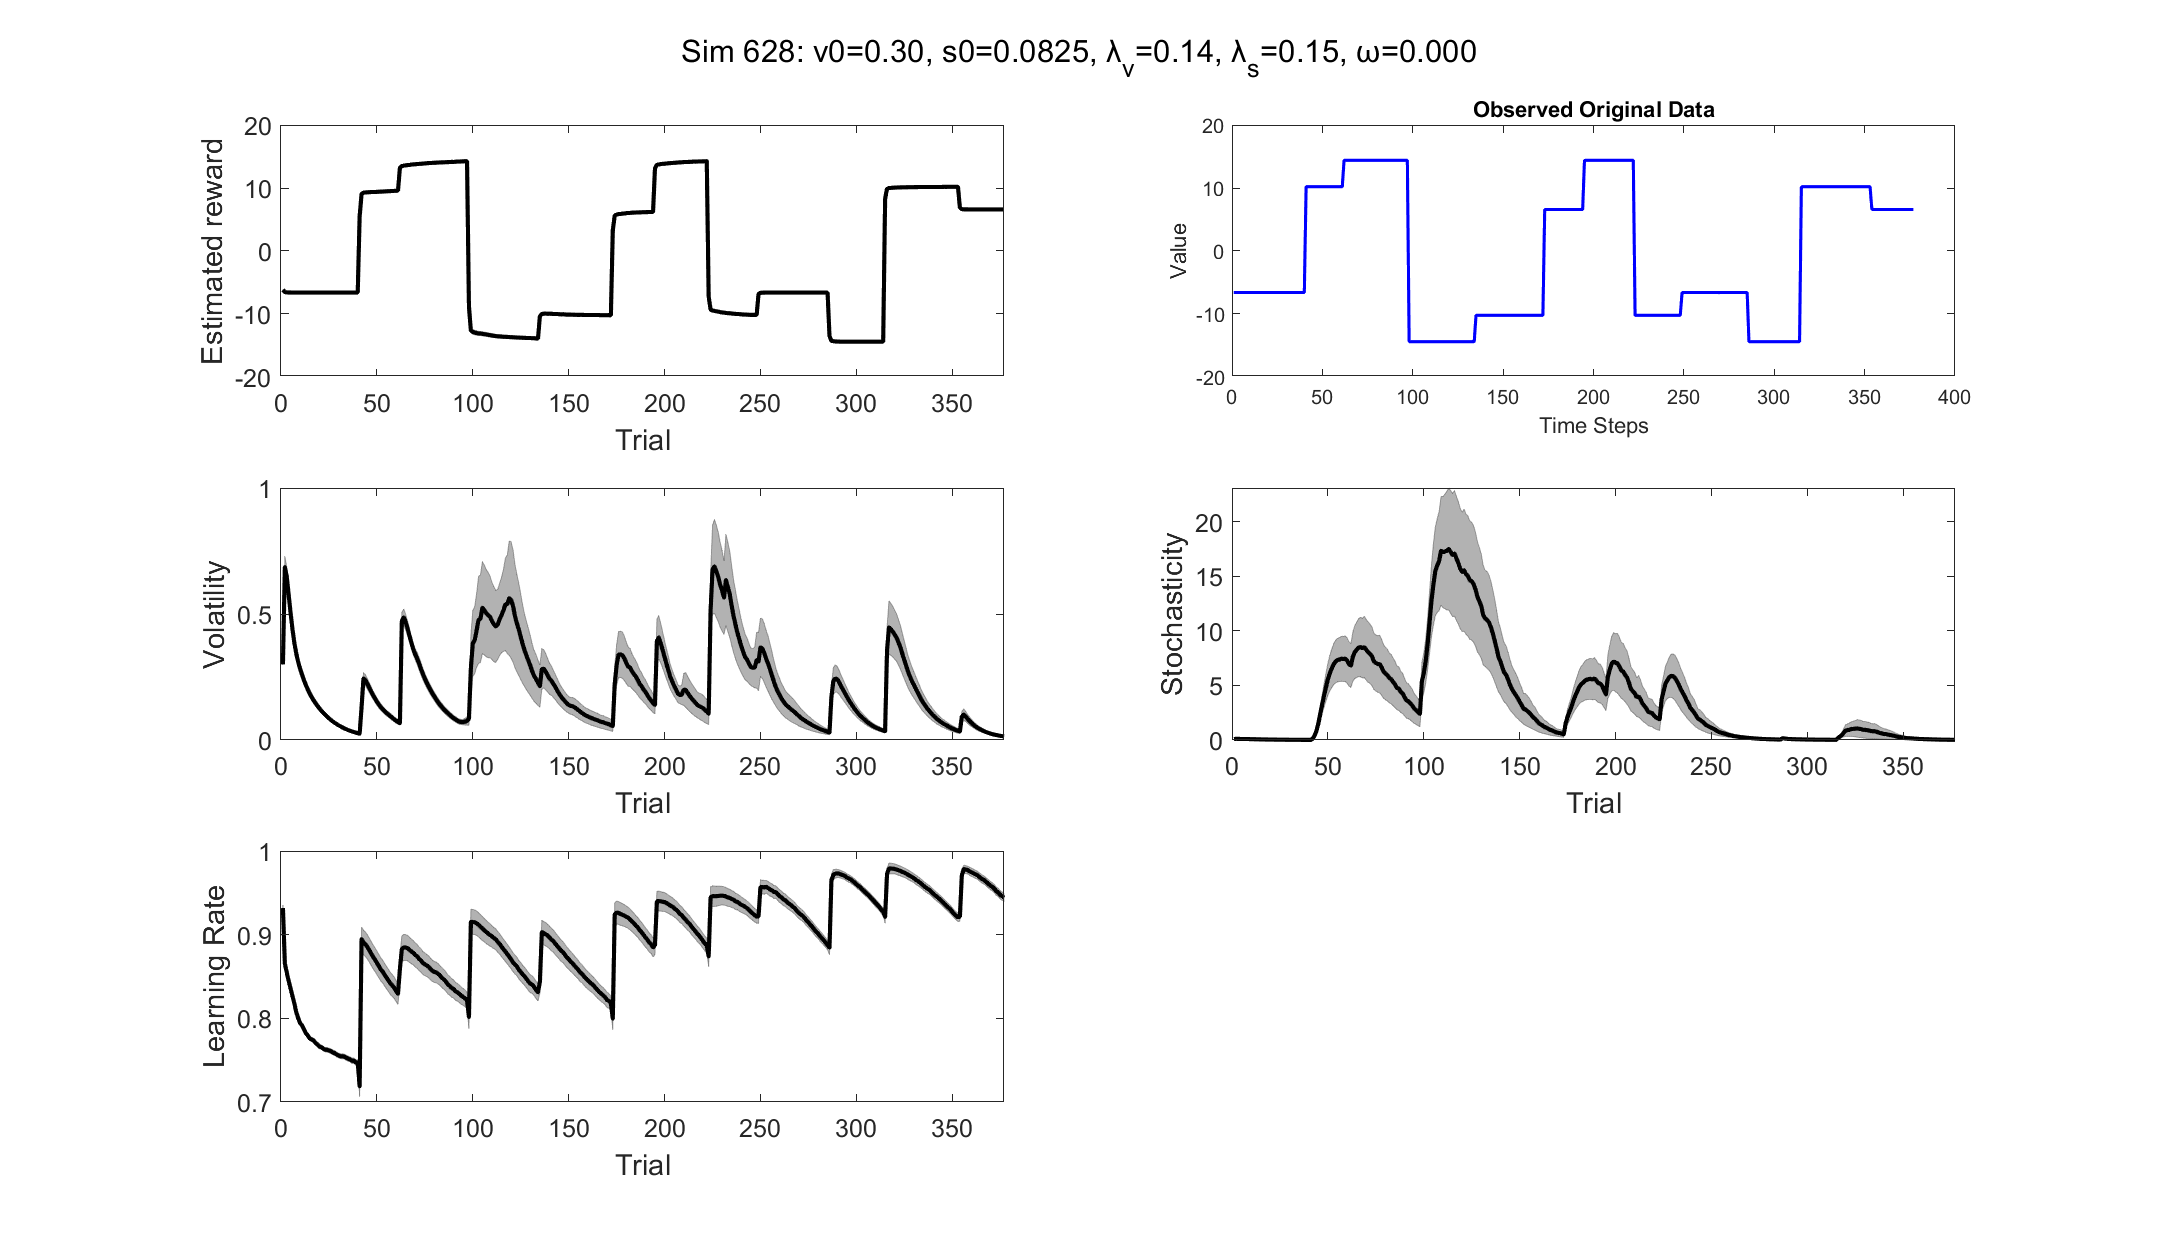 Sim 628: v0=0.30, s0=0.0825, λv=0.14, λs=0.15, ω=0.000
Estimated reward
20
10
0
-10
-20
0 50 100 150 200 250 300 350
Trial
Observed Original Data
Value
20
10
0
-10
-20
0 50 100 150 200 250 300 350 400
Time Steps
Volatility
1
0.5
0
0 50 100 150 200 250 300 350
Trial
Stochasticity
20
15
10
5
0
0 50 100 150 200 250 300 350
Trial
Learning Rate
1
0.9
0.8
0.7
0 50 100 150 200 250 300 350
Trial